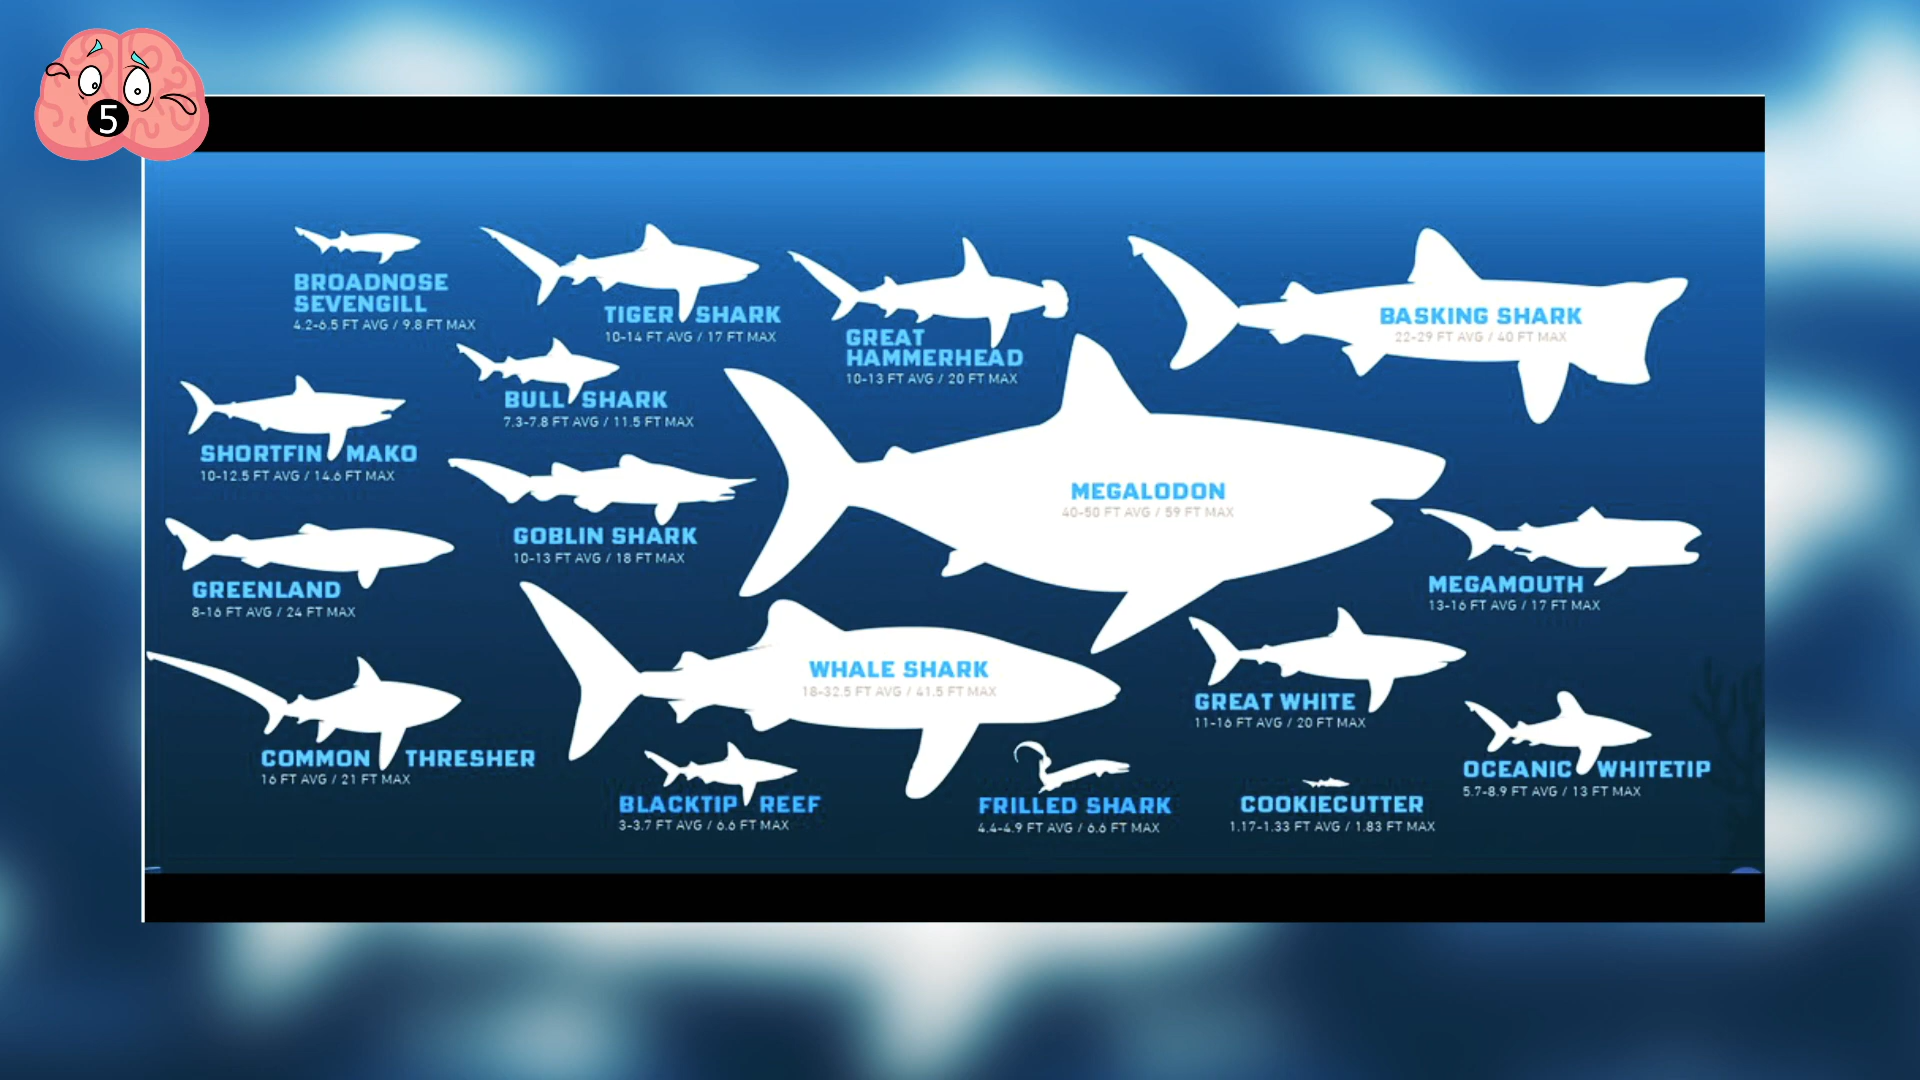 5
BROADNOSE
SEVENGILL
4.2-6.5 FT AVG / 9.8 FT MAX
TIGER SHARK
10-14 FT AVG / 17 FT MAX
GREAT
HAMMERHEAD
10-13 FT AVG / 20 FT MAX
BASKING SHARK
22-29 FT AVG / 40 FT MAX
BULL SHARK
7.3-7.8 FT AVG / 11.5 FT MAX
SHORTFIN MAKO
10-12.5 FT AVG / 14.6 FT MAX
GOBLIN SHARK
10-13 FT AVG / 18 FT MAX
MEGALODON
40-50 FT AVG / 59 FT MAX
GREENLAND
8-16 FT AVG / 24 FT MAX
MEGAMOUTH
13-16 FT AVG / 17 FT MAX
WHALE SHARK
18-32.5 FT AVG / 41.5 FT MAX
GREAT WHITE
11-16 FT AVG / 20 FT MAX
COMMON THRESHER
16 FT AVG / 21 FT MAX
OCEANIC WHITETIP
5.7-8.9 FT AVG / 13 FT MAX
BLACKTIP REEF
3-3.7 FT AVG / 6.6 FT MAX
FRILLED SHARK
4.4-4.9 FT AVG / 6.6 FT MAX
COOKIECUTTER
1.17-1.33 FT AVG / 1.83 FT MAX